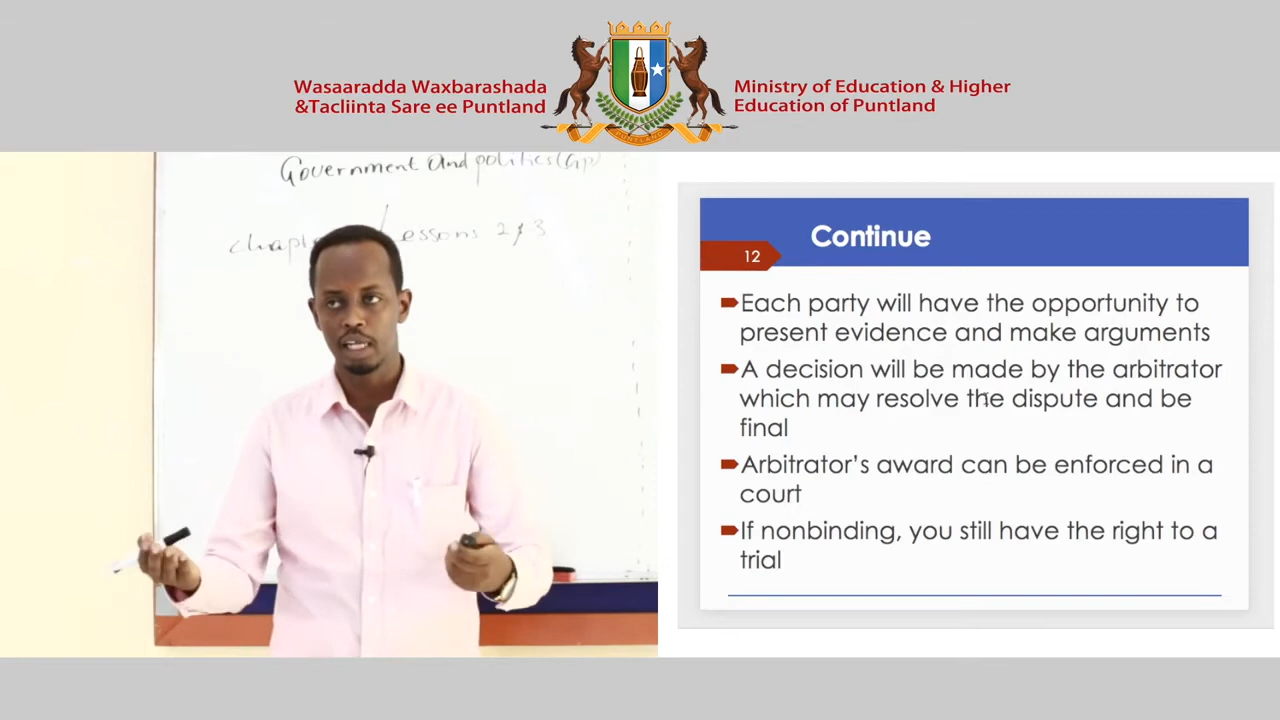 Wasaaradda Waxbarashada
&Tacliinta Sare ee Puntland
PUNTLAND
Ministry of Education & Higher
Education of Puntland
Government and politics(Gp)
Lessons 2 & 3
Continue
12
Each party will have the opportunity to
present evidence and make arguments
A decision will be made by the arbitrator
which may resolve the dispute and be
final
Arbitrator's award can be enforced in a
court
If nonbinding, you still have the right to a
trial